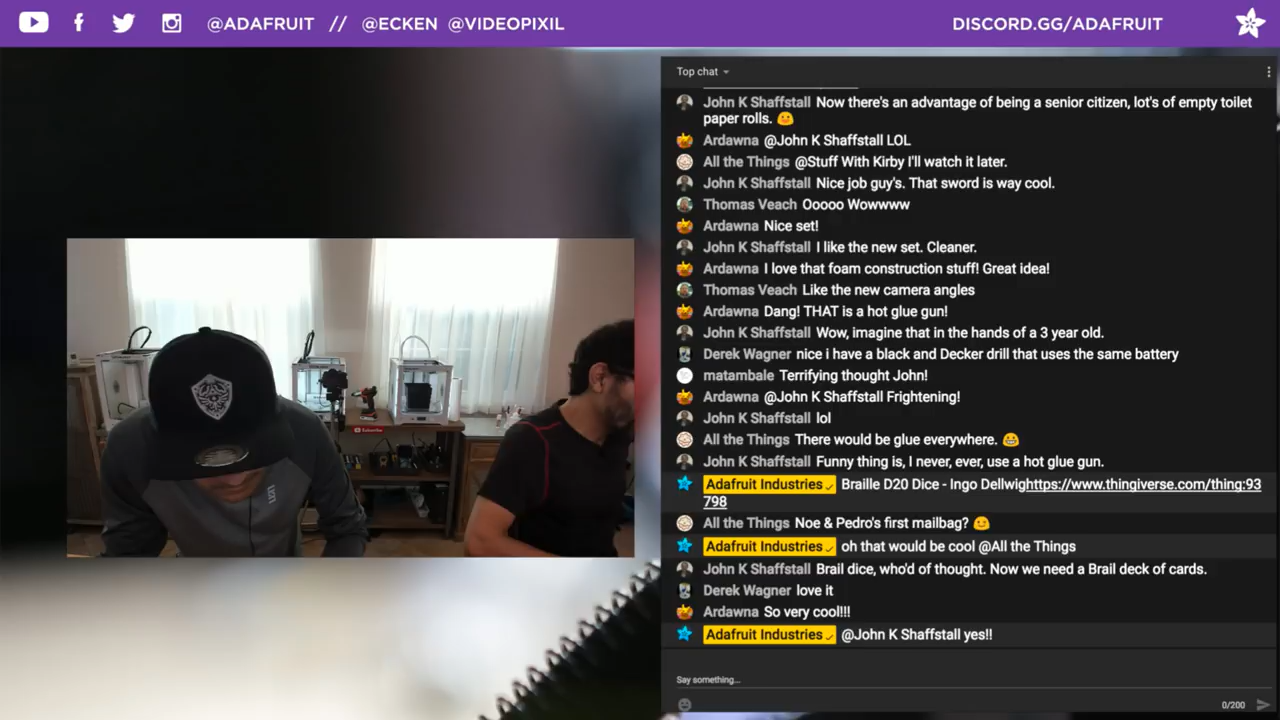 @ADAFRUIT // @ECKEN @VIDEOPIXIL
DISCORD.GG/ADAFRUIT
Top chat
John K Shaffstall Now there's an advantage of being a senior citizen, lot's of empty toilet
paper rolls.
Ardawna @John K Shaffstall LOL
All the Things @Stuff With Kirby I'll watch it later.
John K Shaffstall Nice job guy's. That sword is way cool.
Thomas Veach Ooooo Wowwww
Ardawna Nice set!
John K Shaffstall I like the new set. Cleaner.
Ardawna I love that foam construction stuff! Great idea!
Thomas Veach Like the new camera angles
Ardawna Dang! THAT is a hot glue gun!
John K Shaffstall Wow, imagine that in the hands of a 3 year old.
Derek Wagner nice i have a black and Decker drill that uses the same battery
matambale Terrifying thought John!
Ardawna @John K Shaffstall Frightening!
John K Shaffstall lol
All the Things There would be glue everywhere.
John K Shaffstall Funny thing is, I never, ever, use a hot glue gun.
Adafruit Industries Braille D20 Dice - Ingo Dellwighttps://www.thingiverse.com/thing:93
798
All the Things Noe & Pedro's first mailbag?
Adafruit Industries oh that would be cool @All the Things
John K Shaffstall Brail dice, who'd of thought. Now we need a Brail deck of cards.
Derek Wagner love it
Ardawna So very cool!!!
Adafruit Industries @John K Shaffstall yes!!
Say something...
0/200
Subscribe